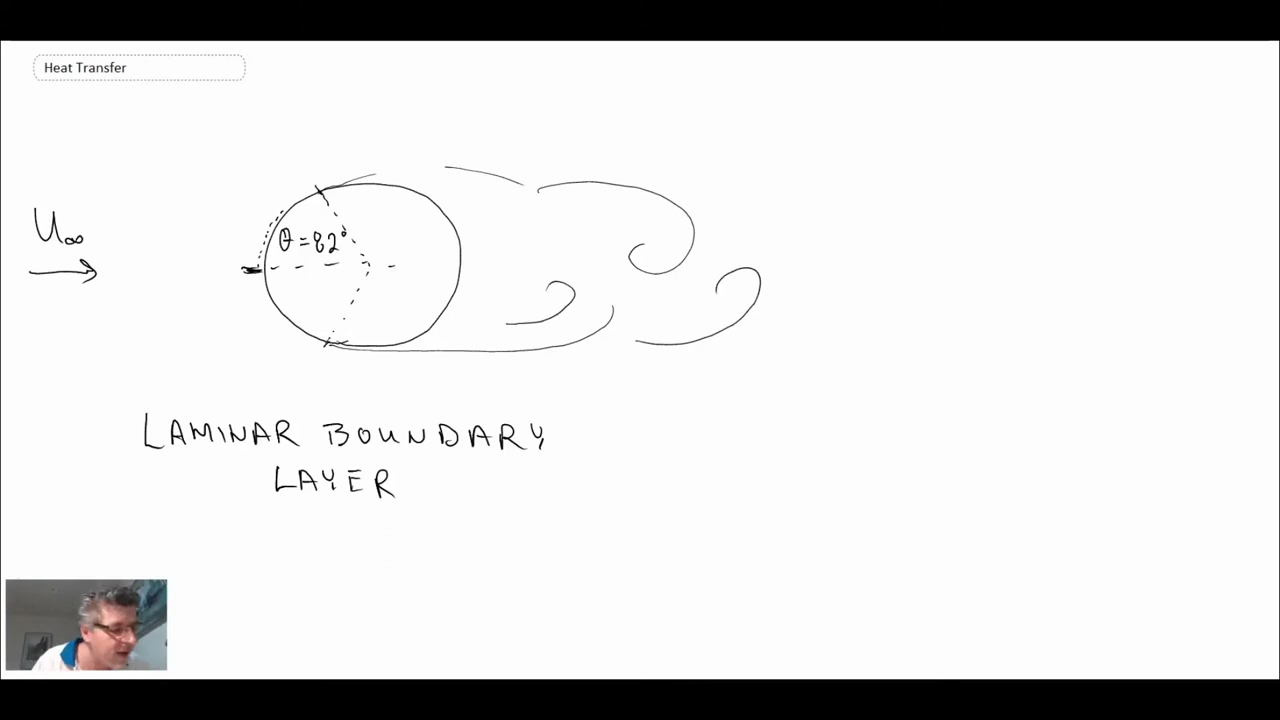 Heat Transfer
U∞
θ = 82°
LAMINAR BOUNDARY
LAYER